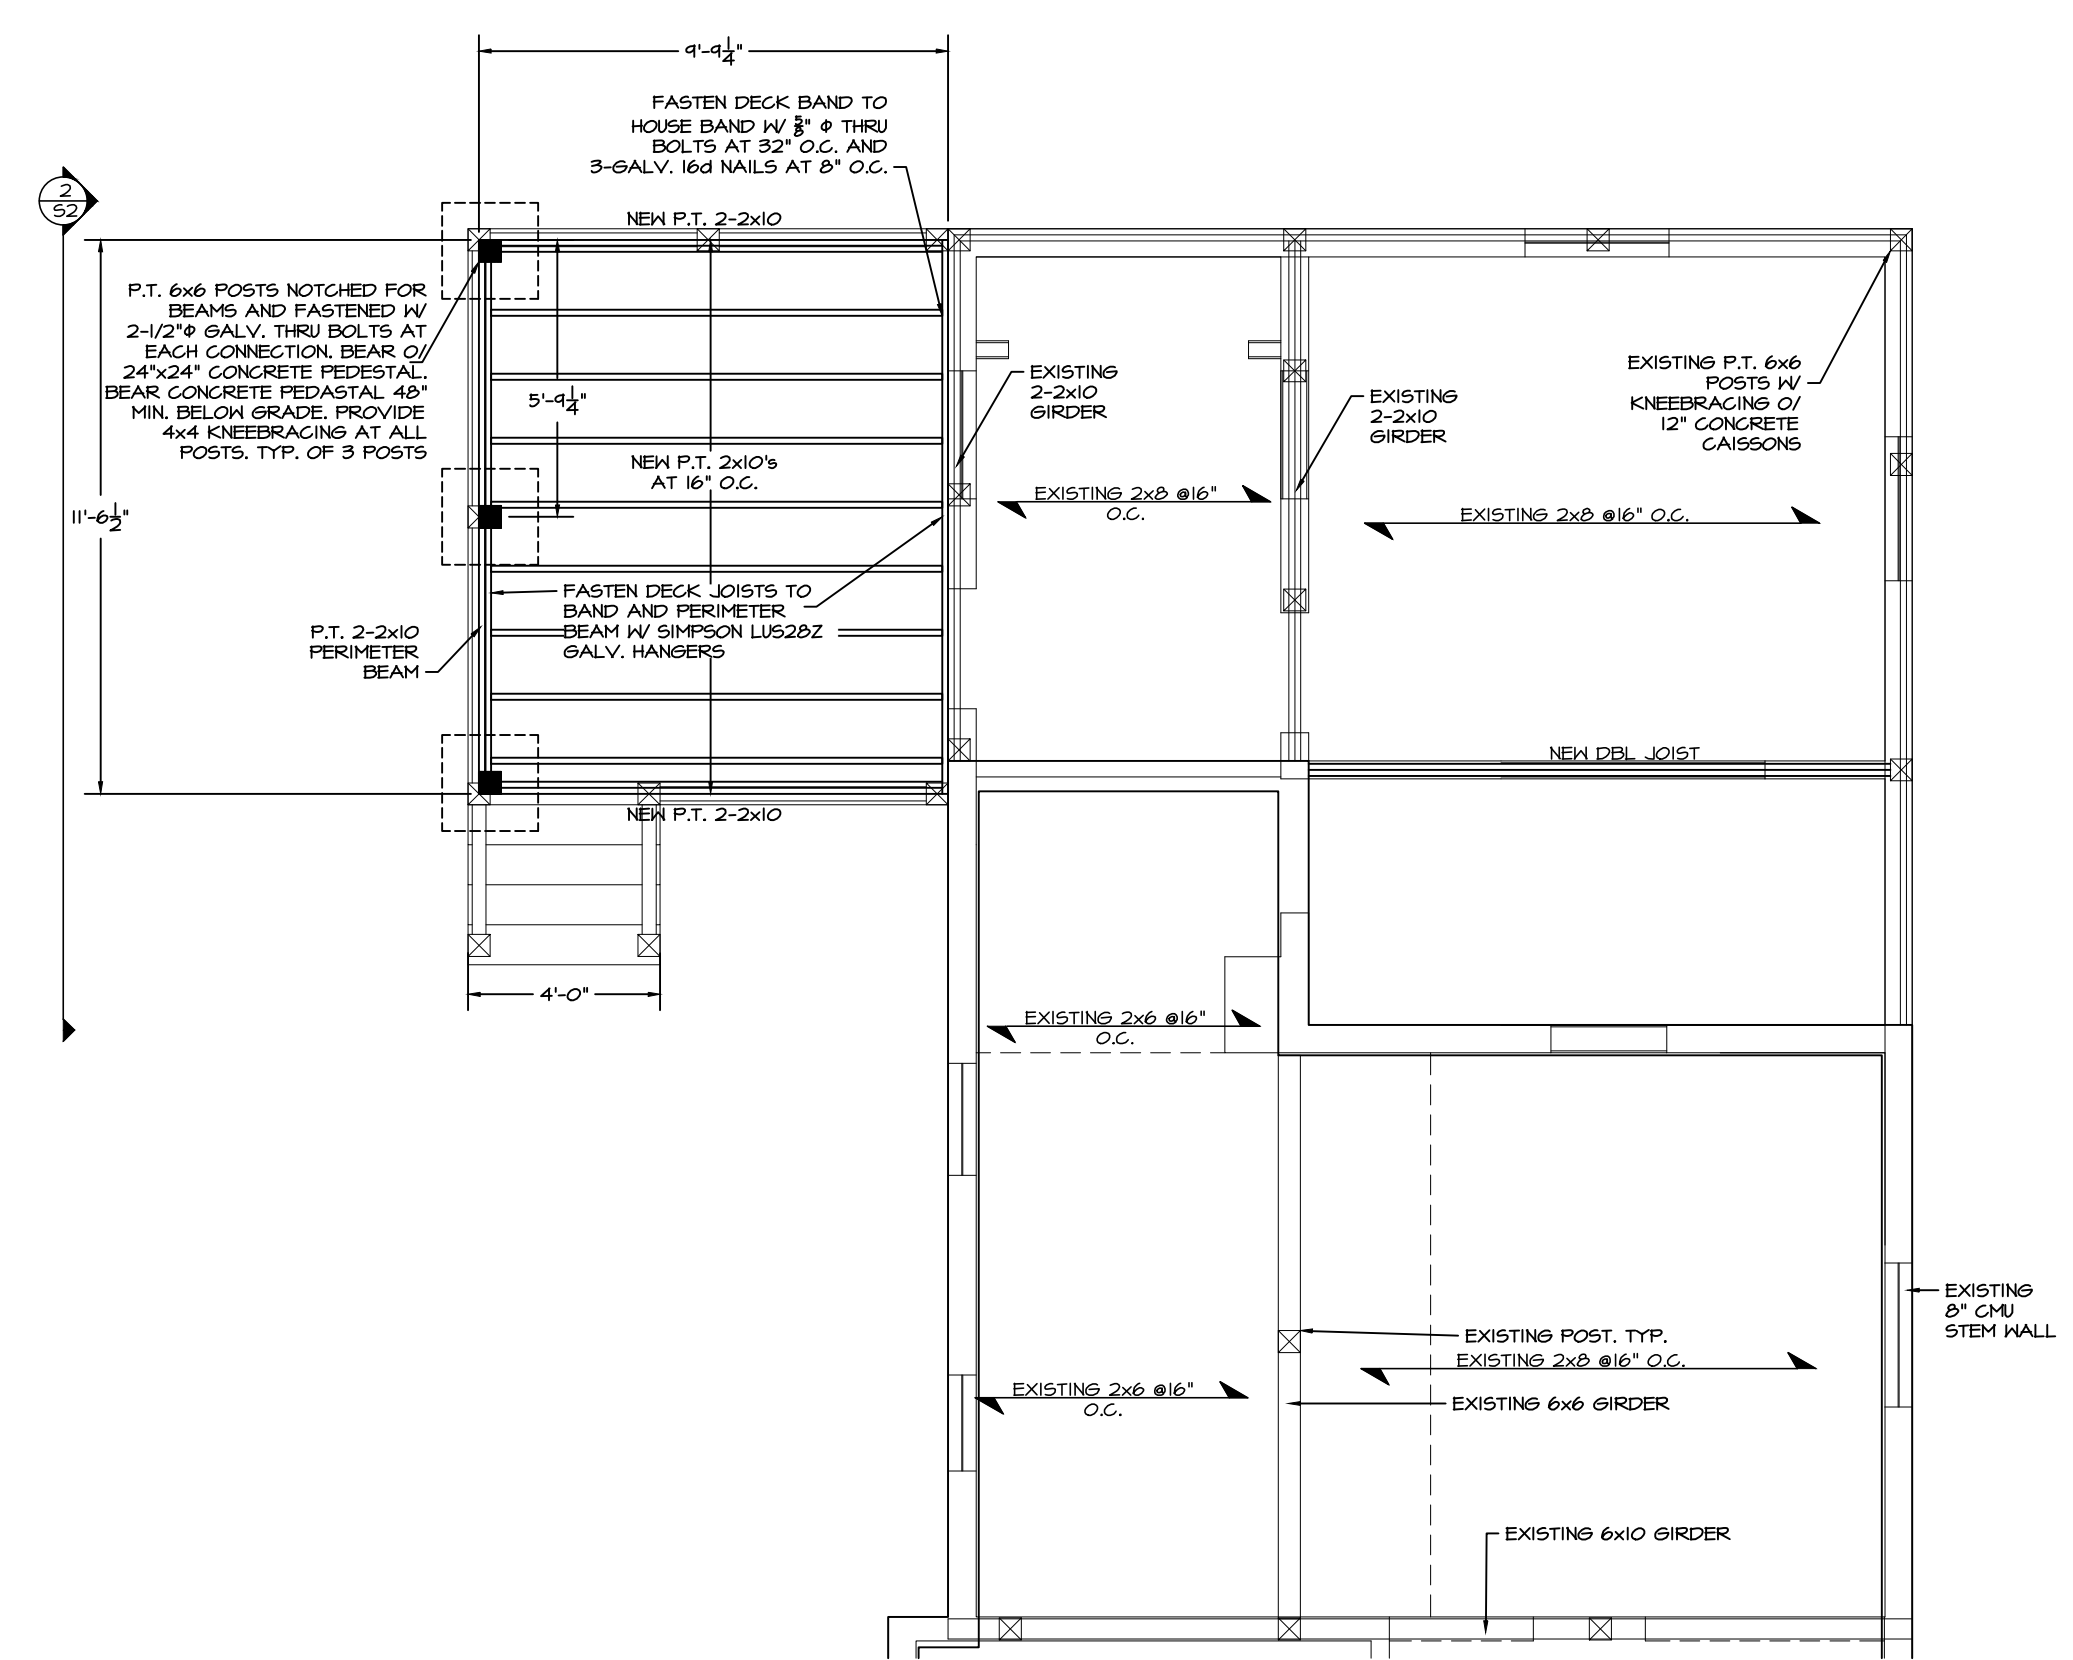 9'-9 1/4"
FASTEN DECK BAND TO
HOUSE BAND W/ 5/8" Φ THRU
BOLTS AT 32" O.C. AND
3-GALV. 16d NAILS AT 8" O.C.
2
S2
NEW P.T. 2-2x10
P.T. 6x6 POSTS NOTCHED FOR
BEAMS AND FASTENED W/
2-1/2"Φ GALV. THRU BOLTS AT
EACH CONNECTION. BEAR O/
24"x24" CONCRETE PEDESTAL.
BEAR CONCRETE PEDASTAL 48"
MIN. BELOW GRADE. PROVIDE
4x4 KNEEBRACING AT ALL
POSTS. TYP. OF 3 POSTS
5'-9 1/4"
EXISTING
2-2x10
GIRDER
EXISTING
2-2x10
GIRDER
EXISTING P.T. 6x6
POSTS W/
KNEEBRACING O/
12" CONCRETE
CAISSONS
NEW P.T. 2x10's
AT 16" O.C.
EXISTING 2x8 @16"
O.C.
EXISTING 2x8 @16" O.C.
11'-6 1/2"
FASTEN DECK JOISTS TO
BAND AND PERIMETER
BEAM W/ SIMPSON LUS28Z
GALV. HANGERS
P.T. 2-2x10
PERIMETER
BEAM
NEW DBL JOIST
NEW P.T. 2-2x10
4'-0"
EXISTING 2x6 @16"
O.C.
EXISTING
8" CMU
STEM WALL
EXISTING POST. TYP.
EXISTING 2x8 @16" O.C.
EXISTING 2x6 @16"
O.C.
EXISTING 6x6 GIRDER
EXISTING 6x10 GIRDER